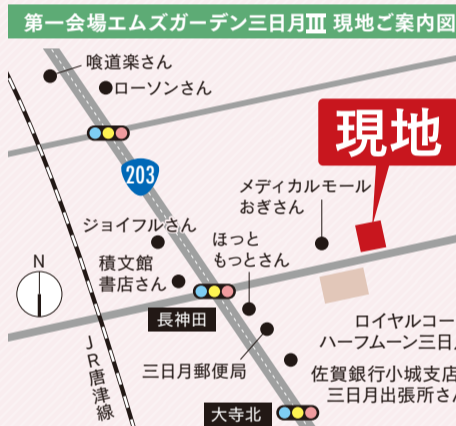 第一会場エムズガーデン三日月Ⅲ 現地ご案内図
喰道楽さん
ローソンさん
203
現地
メディカルモール
おぎさん
ジョイフルさん
ほっと
もっとさん
積文館
書店さん
N
長神田
JR唐津線
ロイヤルコー
ハーフムーン三日月
三日月郵便局
佐賀銀行小城支店
三日月出張所さん
大寺北